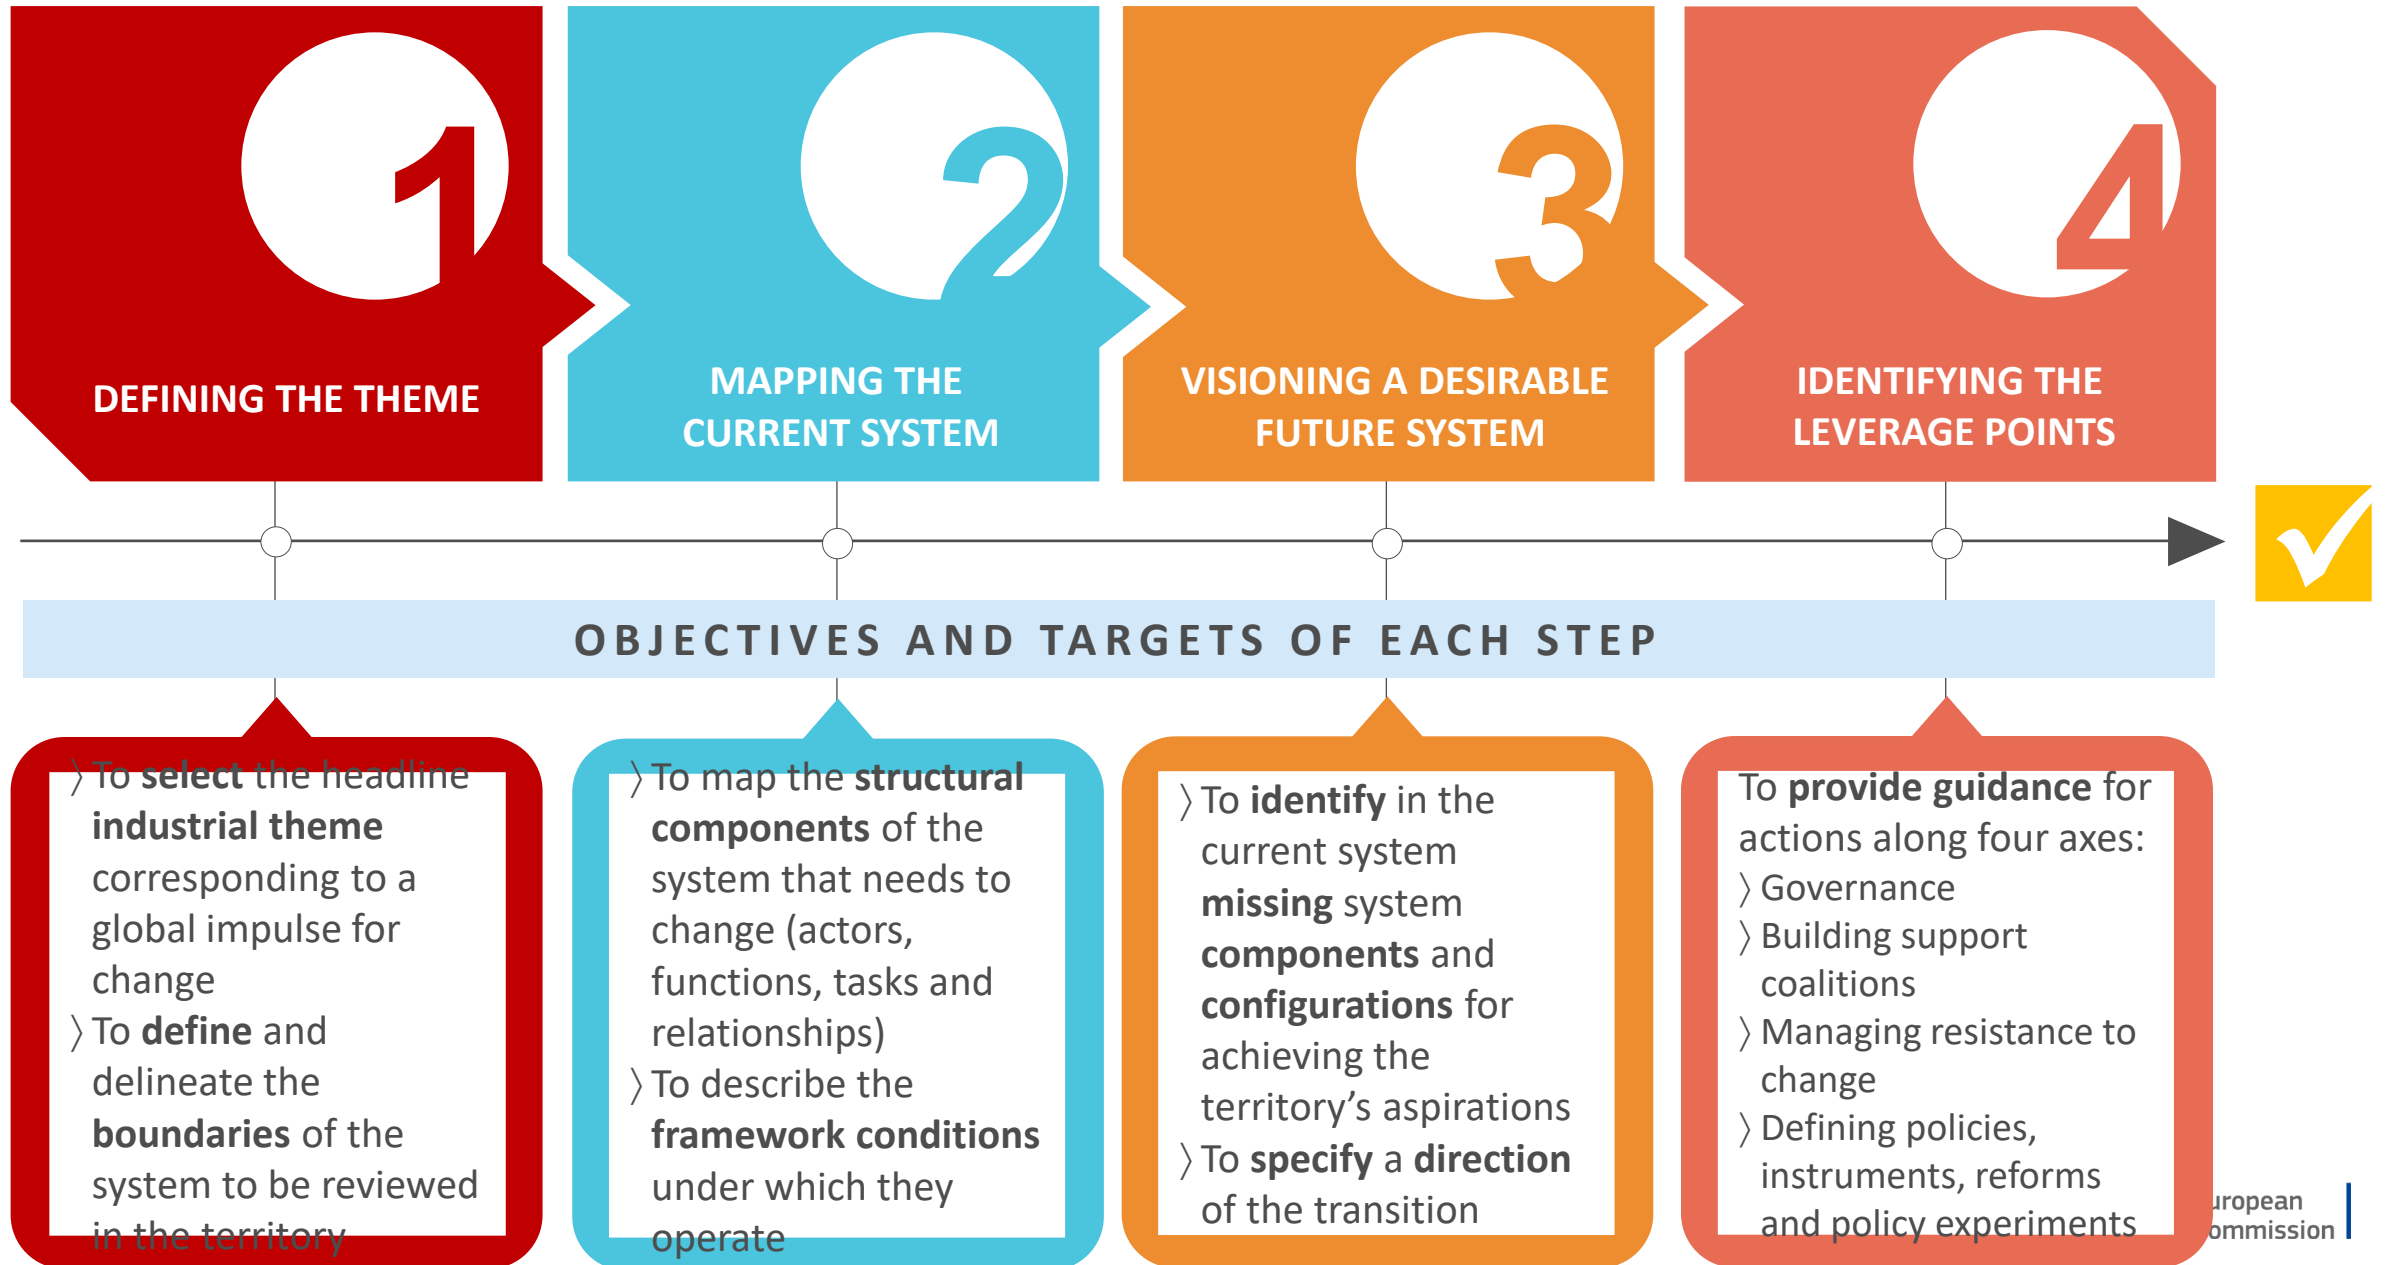 1
2
3
4
DEFINING THE THEME
MAPPING THE
CURRENT SYSTEM
VISIONING A DESIRABLE
FUTURE SYSTEM
IDENTIFYING THE
LEVERAGE POINTS
OBJECTIVES AND TARGETS OF EACH STEP
〉To select the headline
industrial theme
corresponding to a
global impulse for
change
〉To define and
delineate the
boundaries of the
system to be reviewed
in the territory
〉To map the structural
components of the
system that needs to
change (actors,
functions, tasks and
relationships)
〉To describe the
framework conditions
under which they
operate
〉To identify in the
current system
missing system
components and
configurations for
achieving the
territory’s aspirations
〉To specify a direction
of the transition
To provide guidance for
actions along four axes:
〉Governance
〉Building support
coalitions
〉Managing resistance to
change
〉Defining policies,
instruments, reforms
and policy experiments
uropean
ommission